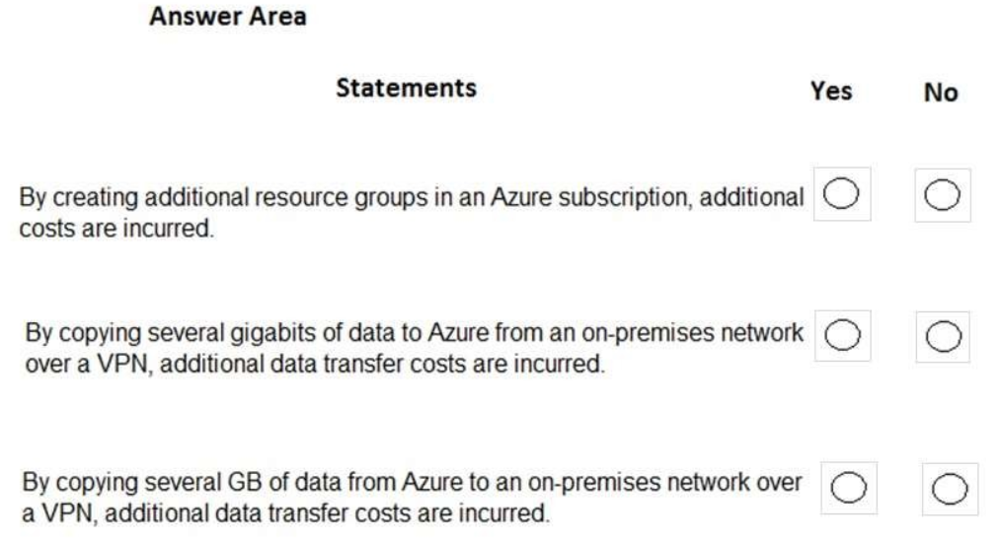 Answer Area
Statements Yes No
By creating additional resource groups in an Azure subscription, additional
costs are incurred.
By copying several gigabits of data to Azure from an on-premises network
over a VPN, additional data transfer costs are incurred.
By copying several GB of data from Azure to an on-premises network over
a VPN, additional data transfer costs are incurred.